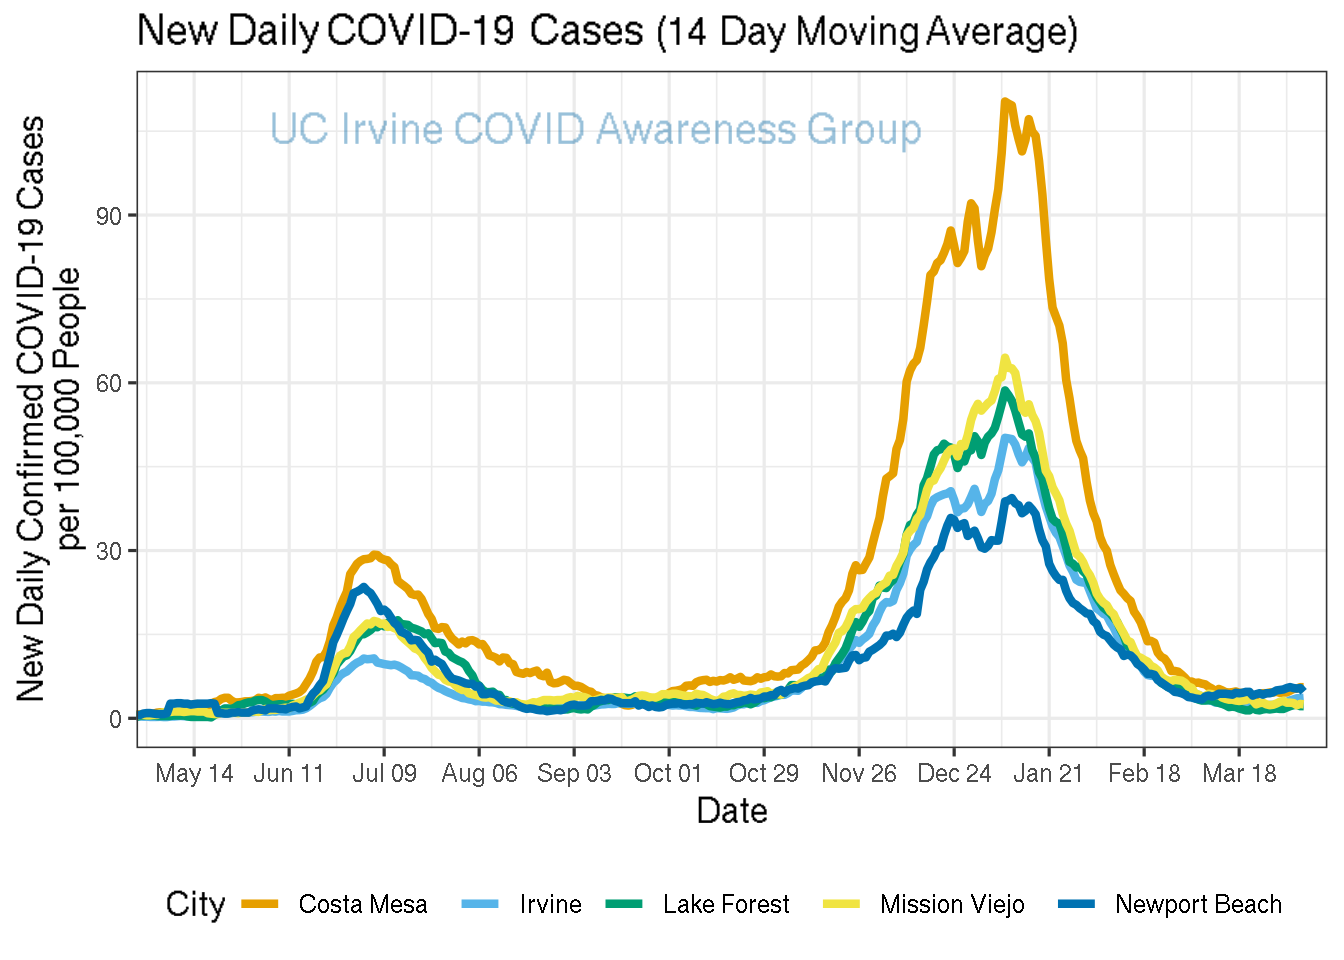 New Daily COVID-19 Cases (14 Day Moving Average)
UC Irvine COVID Awareness Group
New Daily Confirmed COVID-19 Cases
per 100,000 People
90
60
30
0
May 14 Jun 11 Jul 09 Aug 06 Sep 03 Oct 01 Oct 29 Nov 26 Dec 24 Jan 21 Feb 18 Mar 18
Date
City Costa Mesa Irvine Lake Forest Mission Viejo Newport Beach